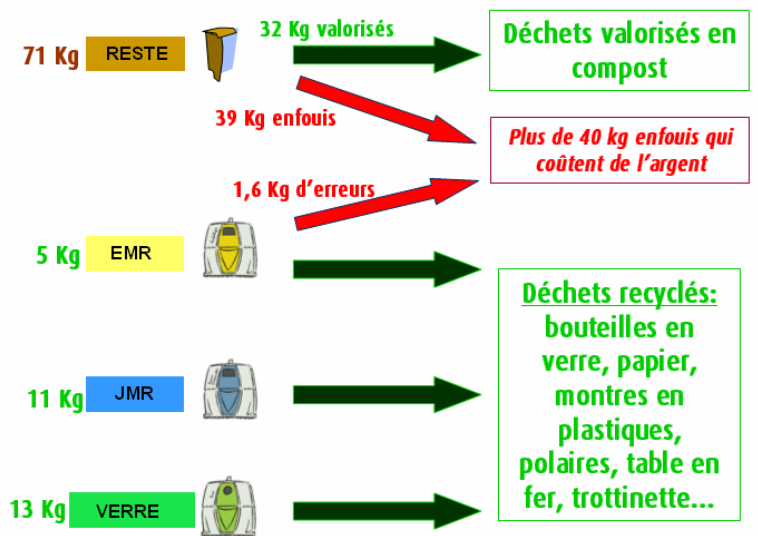 32 Kg valorisés
71 Kg
RESTE
Déchets valorisés en
compost
39 Kg enfouis
Plus de 40 kg enfouis qui
coûtent de l'argent
1,6 Kg d'erreurs
5 Kg
EMR
Déchets recyclés:
bouteilles en
verre, papier,
montres en
plastiques,
polaires, table en
fer, trottinette...
11 Kg
JMR
13 Kg
VERRE